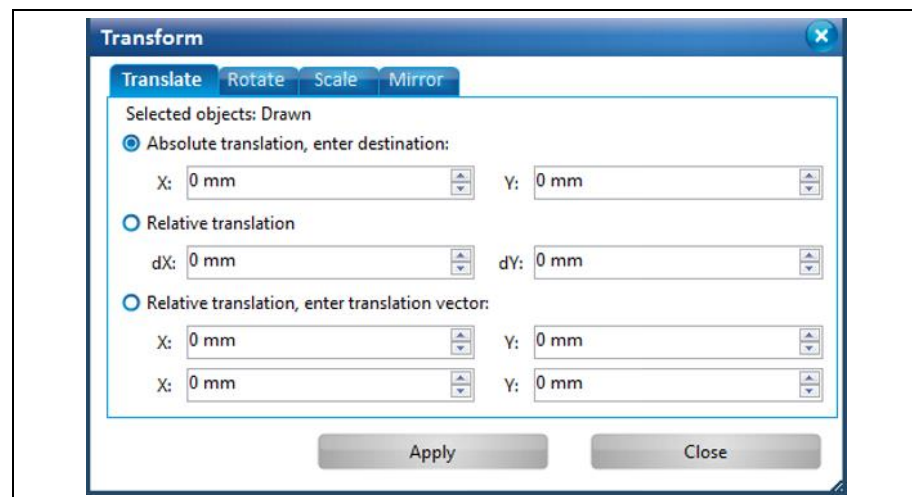 Transform
Translate Rotate Scale Mirror
Selected objects: Drawn
Absolute translation, enter destination:
X: 0 mm Y: 0 mm
Relative translation
dX: 0 mm dY: 0 mm
Relative translation, enter translation vector:
X: 0 mm Y: 0 mm
X: 0 mm Y: 0 mm
Apply Close